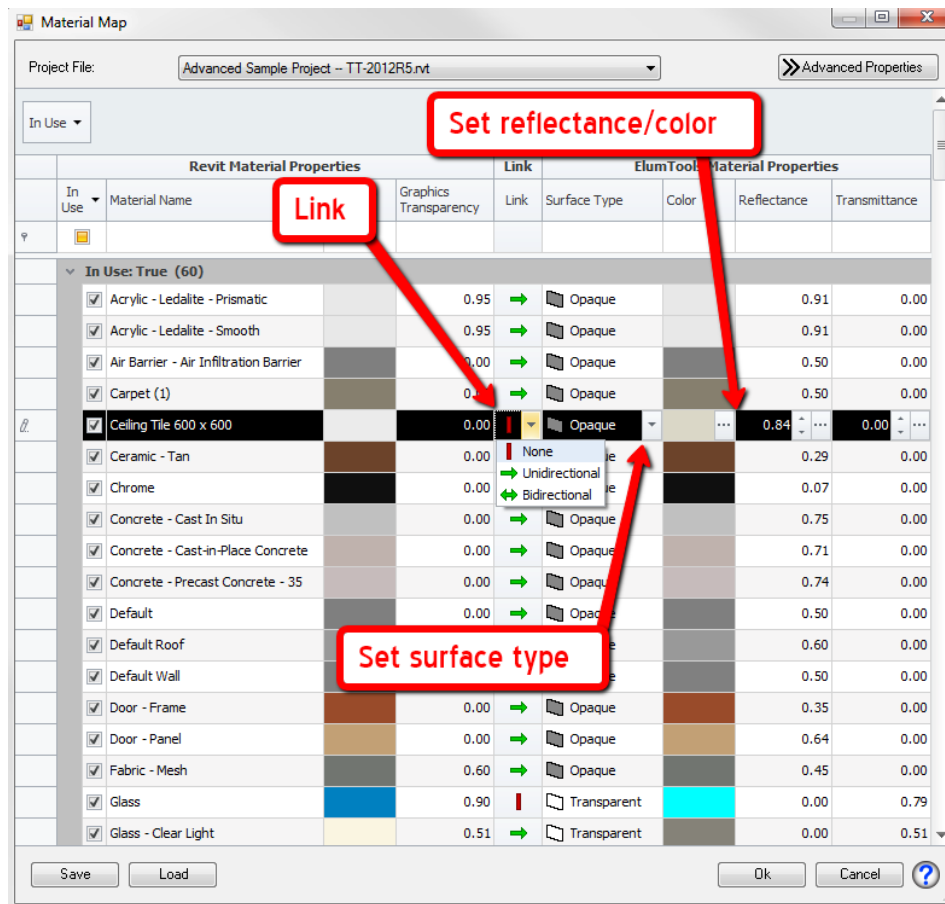 Material Map
Project File: Advanced Sample Project -- TT-2012R5.rvt Advanced Properties
In Use
Set reflectance/color
Revit Material Properties Link ElumTools Material Properties
In Use Material Name Graphics Transparency Link Surface Type Color Reflectance Transmittance
Link
In Use: True (60)
Acrylic - Ledalite - Prismatic 0.95 Opaque 0.91 0.00
Acrylic - Ledalite - Smooth 0.95 Opaque 0.91 0.00
Air Barrier - Air Infiltration Barrier 0.00 Opaque 0.50 0.00
Carpet (1) Opaque 0.50 0.00
Ceiling Tile 600 x 600 0.00 Opaque ... 0.84 ... 0.00 ...
None
Unidirectional
Bidirectional
Ceramic - Tan 0.00 0.29 0.00
Chrome 0.00 0.07 0.00
Concrete - Cast In Situ 0.00 Opaque 0.75 0.00
Concrete - Cast-in-Place Concrete 0.00 Opaque 0.71 0.00
Concrete - Precast Concrete - 35 0.00 Opaque 0.74 0.00
Default 0.00 Opaque 0.50 0.00
Default Roof 0.60 0.00
Set surface type
Default Wall 0.50 0.00
Door - Frame 0.00 Opaque 0.35 0.00
Door - Panel 0.00 Opaque 0.64 0.00
Fabric - Mesh 0.60 Opaque 0.45 0.00
Glass 0.90 Transparent 0.00 0.79
Glass - Clear Light 0.51 Transparent 0.00 0.51
Save Load Ok Cancel ?